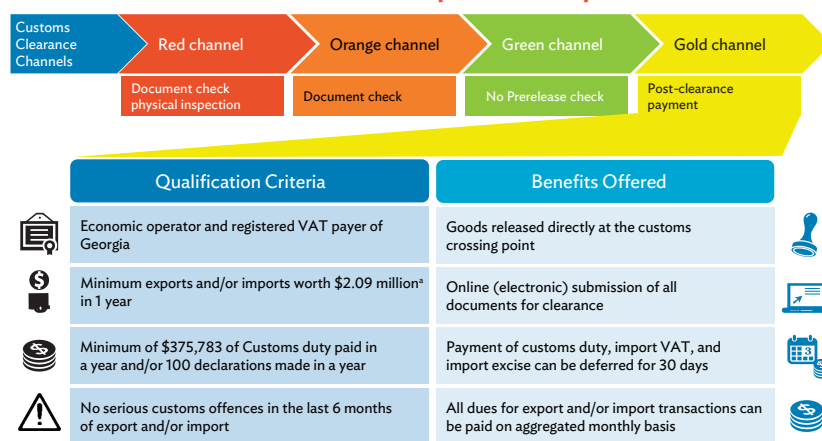 Customs
Clearance
Channels
Red channel
Orange channel
Green channel
Gold channel
Document check
physical inspection
Document check
No Prerelease check
Post-clearance
payment
Qualification Criteria
Benefits Offered
Economic operator and registered VAT payer of
Georgia
Goods released directly at the customs
crossing point
Minimum exports and/or imports worth $2.09 millionᵃ
in 1 year
Online (electronic) submission of all
documents for clearance
Minimum of $375,783 of Customs duty paid in
a year and/or 100 declarations made in a year
Payment of customs duty, import VAT, and
import excise can be deferred for 30 days
3
No serious customs offences in the last 6 months
of export and/or import
All dues for export and/or import transactions can
be paid on aggregated monthly basis